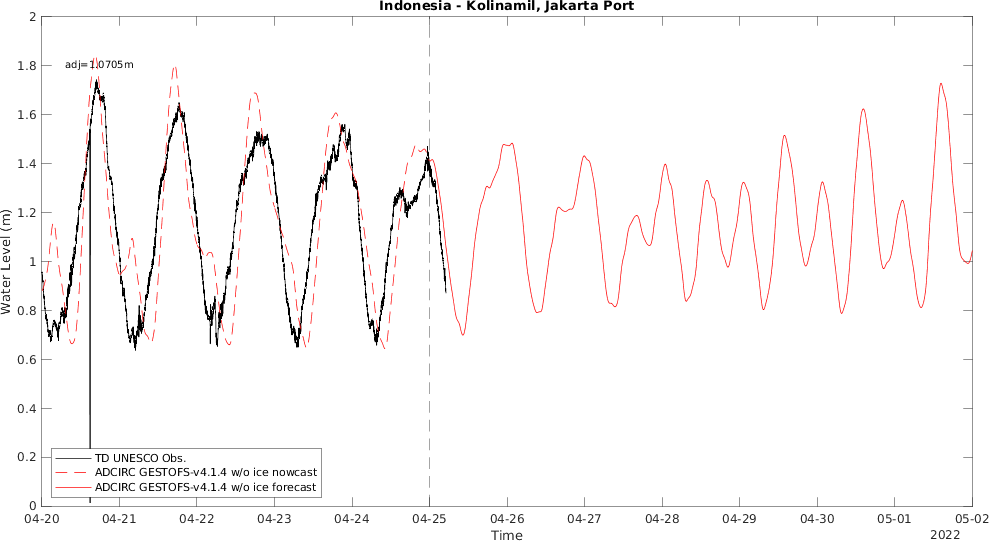 Indonesia - Kolinamil, Jakarta Port
2
1.8
1.6
1.4
1.2
1
0.8
0.6
0.4
0.2
0
Water Level (m)
adj=1.0705m
TD UNESCO Obs.
ADCIRC GESTOFS-v4.1.4 w/o ice nowcast
ADCIRC GESTOFS-v4.1.4 w/o ice forecast
04-20 04-21 04-22 04-23 04-24 04-25 04-26 04-27 04-28 04-29 04-30 05-01 05-02
Time
2022